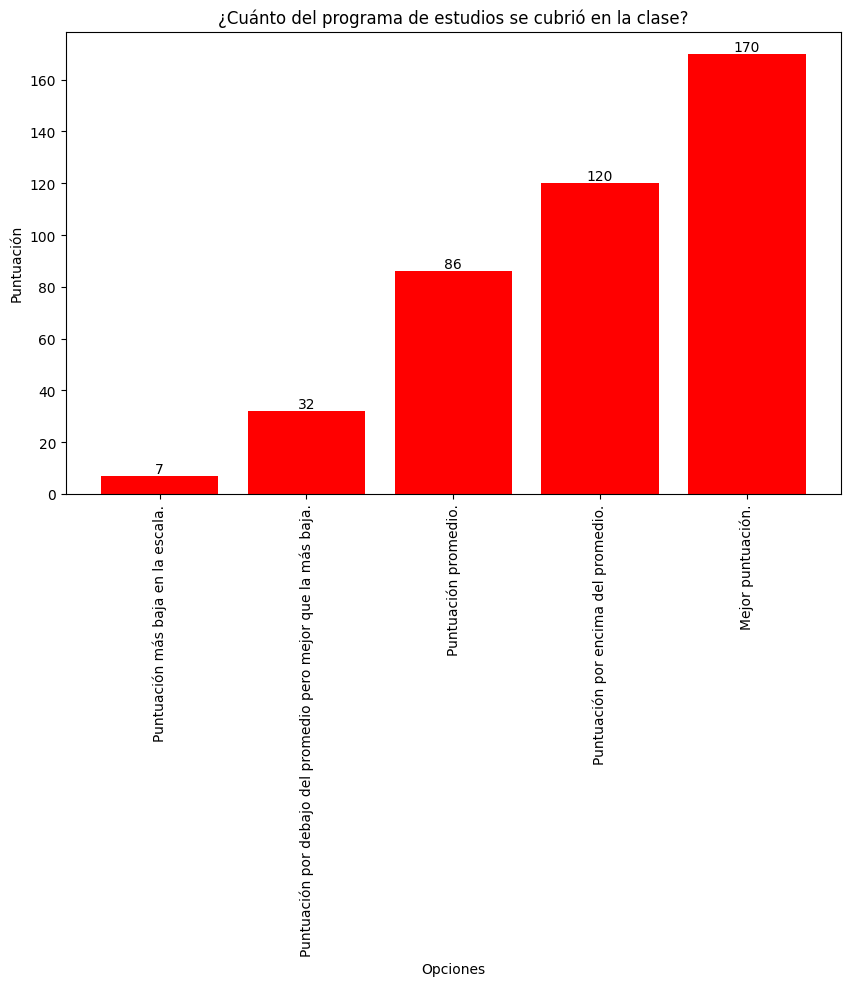 ¿Cuánto del programa de estudios se cubrió en la clase?
Puntuación
160
140
120
100
80
60
40
20
0
7
32
86
120
170
Puntuación más baja en la escala.
Puntuación por debajo del promedio pero mejor que la más baja.
Puntuación promedio.
Puntuación por encima del promedio.
Mejor puntuación.
Opciones